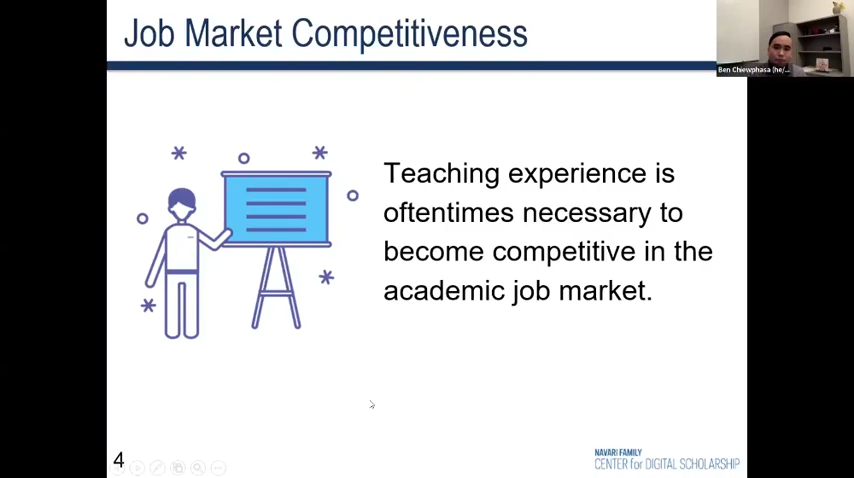 Job Market Competitiveness
Ben Chiewphasa (he/...
Teaching experience is
oftentimes necessary to
become competitive in the
academic job market.
4
NAVARI FAMILY
CENTER for DIGITAL SCHOLARSHIP